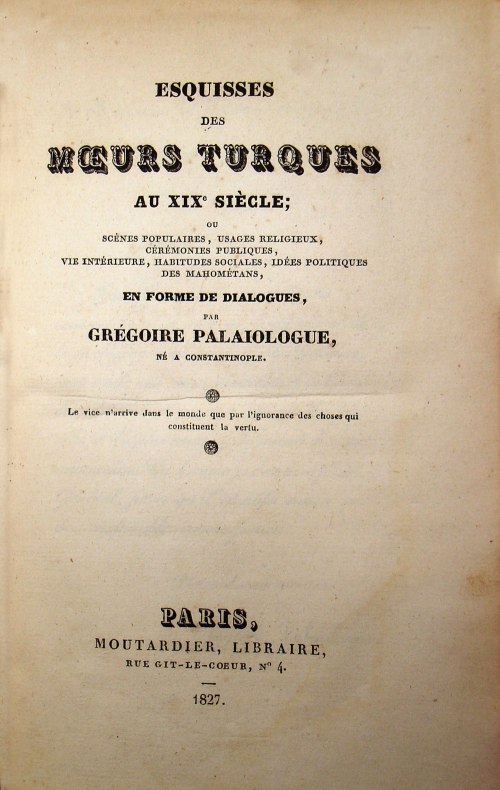 ESQUISSES
DES
MŒURS TURQUES
AU XIXᵉ SIÈCLE;
OU
SCÈNES POPULAIRES, USAGES RELIGIEUX,
CÉRÉMONIES PUBLIQUES,
VIE INTÉRIEURE, HABITUDES SOCIALES, IDÉES POLITIQUES
DES MAHOMÉTANS,
EN FORME DE DIALOGUES,
PAR
GRÉGOIRE PALAIOLOGUE,
NÉ A CONSTANTINOPLE.
Le vice n'arrive dans le monde que par l'ignorance des choses qui
constituent la vertu.
PARIS,
MOUTARDIER, LIBRAIRE,
RUE GIT-LE-COEUR, Nº 4.
1827.